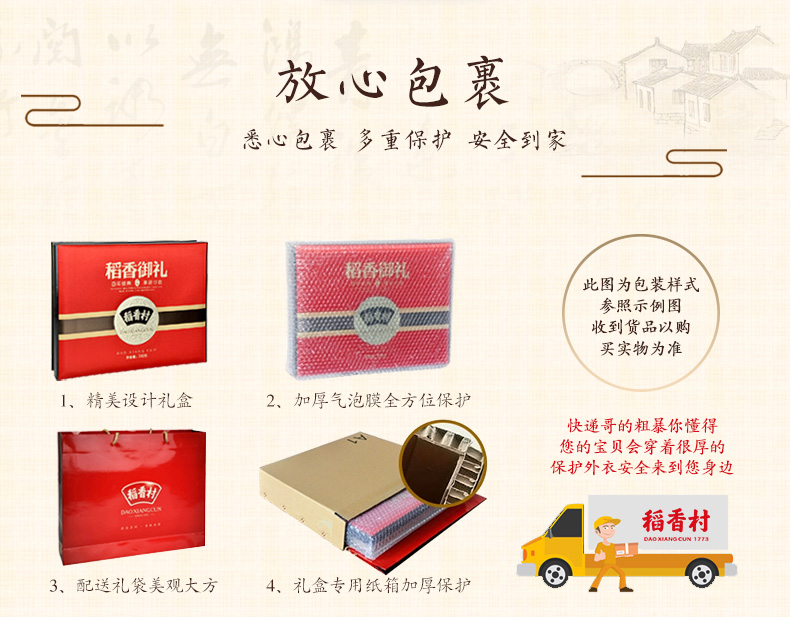 放心包裹
悉心包裹 多重保护 安全到家
稻香御礼
稻香村
DAO XIANG CUN
1、精美设计礼盒
稻香御礼
稻香村
2、加厚气泡膜全方位保护
此图为包装样式
参照示例图
收到货品以购
买实物为准
稻香村
DAOXIANGCUN
3、配送礼袋美观大方
A1
4、礼盒专用纸箱加厚保护
快递哥的粗暴你懂得
您的宝贝会穿着很厚的
保护外衣安全来到您身边
稻香村
DAOXIANGCUN 1773